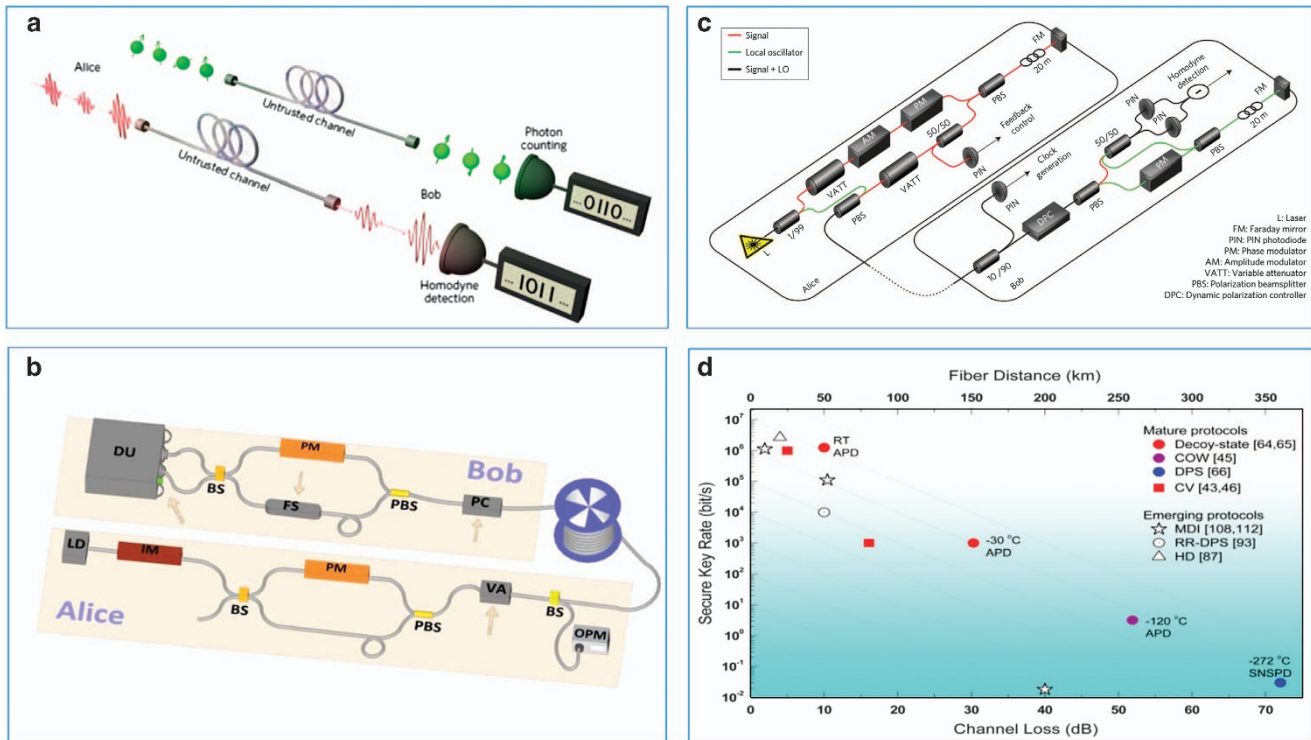 a
Alice
Untrusted channel
Untrusted channel
Photon counting
Bob
... 0110 ...
Homodyne detection
... 1011 ...
b
DU
BS
PM
FS
PBS
PC
Bob
LD
IM
BS
PM
PBS
VA
BS
OPM
Alice
c
Signal
Local oscillator
Signal + LO
FM
20 m
PBS
PM
AM
50/50
Feedback control
PIN
VATT
VATT
PBS
1/99
L
Alice
Clock generation
PIN
Homodyne detection
PIN
PIN
–
50/50
FM
20 m
PBS
PM
PBS
DPC
10/90
Bob
L: Laser
FM: Faraday mirror
PIN: PIN photodiode
PM: Phase modulator
AM: Amplitude modulator
VATT: Variable attenuator
PBS: Polarization beamsplitter
DPC: Dynamic polarization controller
d
Fiber Distance (km)
0 50 100 150 200 250 300 350
Secure Key Rate (bit/s)
10⁷
10⁶
10⁵
10⁴
10³
10²
10¹
10⁰
10⁻¹
10⁻²
RT
APD
-30 °C
APD
-120 °C
APD
-272 °C
SNSPD
Mature protocols
Decoy-state [64,65]
COW [45]
DPS [66]
CV [43,46]
Emerging protocols
MDI [108,112]
RR-DPS [93]
HD [87]
0 10 20 30 40 50 60 70
Channel Loss (dB)